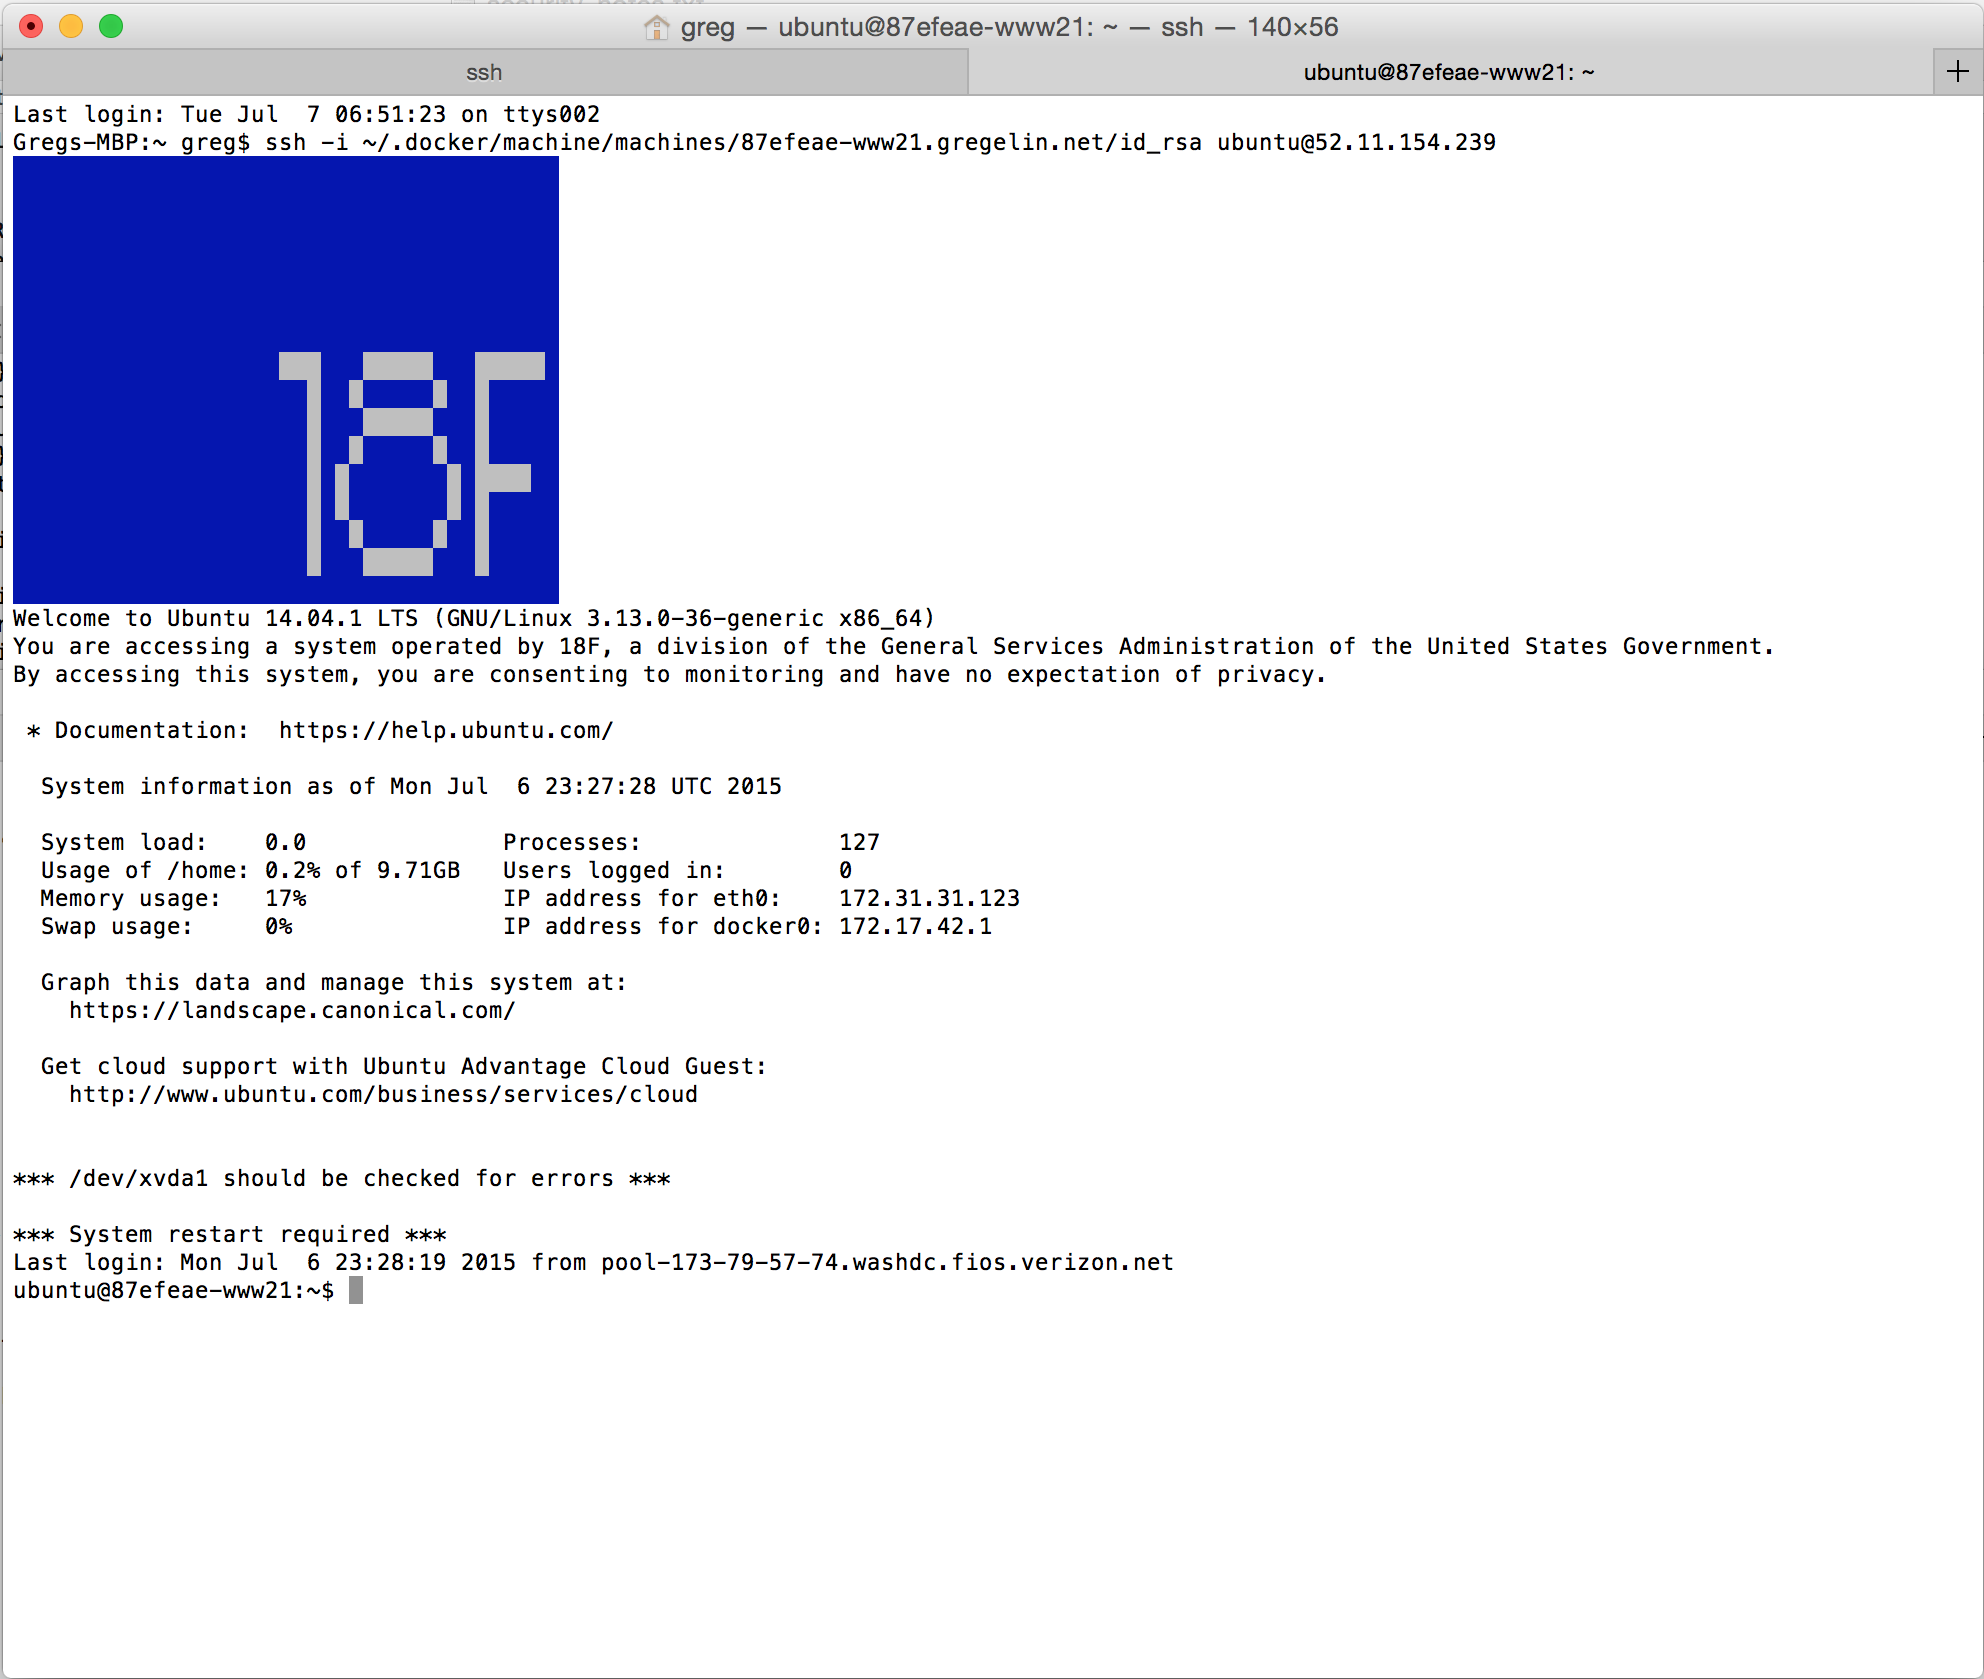 greg — ubuntu@87efeae-www21: ~ — ssh — 140×56
ssh
ubuntu@87efeae-www21: ~
+
Last login: Tue Jul  7 06:51:23 on ttys002
Gregs-MBP:~ greg$ ssh -i ~/.docker/machine/machines/87efeae-www21.gregelin.net/id_rsa ubuntu@52.11.154.239
18F
Welcome to Ubuntu 14.04.1 LTS (GNU/Linux 3.13.0-36-generic x86_64)
You are accessing a system operated by 18F, a division of the General Services Administration of the United States Government.
By accessing this system, you are consenting to monitoring and have no expectation of privacy.
 * Documentation:  https://help.ubuntu.com/
  System information as of Mon Jul  6 23:27:28 UTC 2015
  System load:    0.0              Processes:              127
  Usage of /home: 0.2% of 9.71GB   Users logged in:        0
  Memory usage:   17%              IP address for eth0:    172.31.31.123
  Swap usage:     0%               IP address for docker0: 172.17.42.1
  Graph this data and manage this system at:
    https://landscape.canonical.com/
  Get cloud support with Ubuntu Advantage Cloud Guest:
    http://www.ubuntu.com/business/services/cloud
*** /dev/xvda1 should be checked for errors ***
*** System restart required ***
Last login: Mon Jul  6 23:28:19 2015 from pool-173-79-57-74.washdc.fios.verizon.net
ubuntu@87efeae-www21:~$